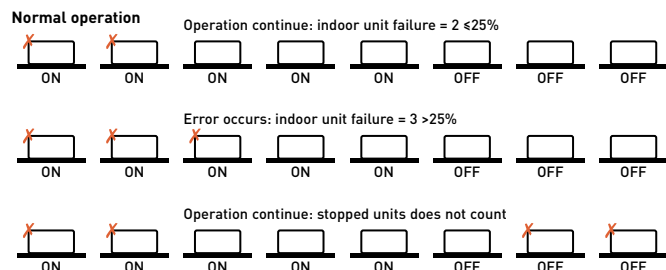 Normal operation
Operation continue: indoor unit failure = 2 ≤25%
ON ON ON ON ON OFF OFF OFF
Error occurs: indoor unit failure = 3 >25%
ON ON ON ON ON OFF OFF OFF
Operation continue: stopped units does not count
ON ON ON ON ON OFF OFF OFF